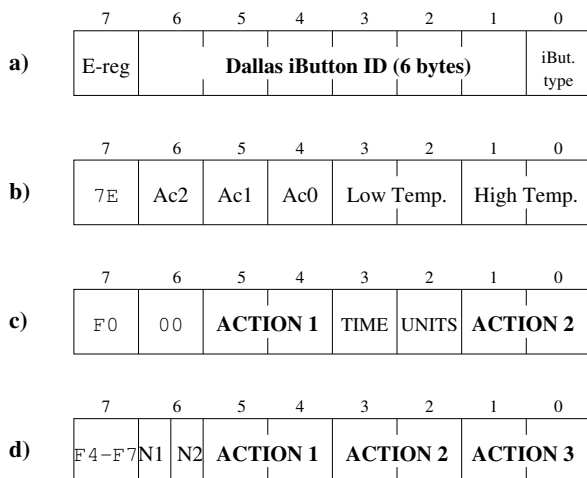 7 6 5 4 3 2 1 0
a) E-reg Dallas iButton ID (6 bytes) iBut. type
7 6 5 4 3 2 1 0
b) 7E Ac2 Ac1 Ac0 Low Temp. High Temp.
7 6 5 4 3 2 1 0
c) F0 00 ACTION 1 TIME UNITS ACTION 2
7 6 5 4 3 2 1 0
d) F4-F7 N1 N2 ACTION 1 ACTION 2 ACTION 3